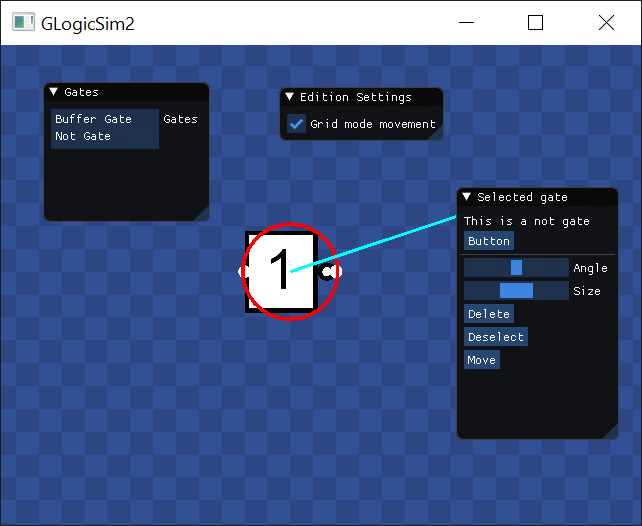 GLogicSim2
Gates
Buffer Gate
Not Gate
Gates
Edition Settings
Grid mode movement
Selected gate
This is a not gate
Button
Angle
Size
Delete
Deselect
Move
1